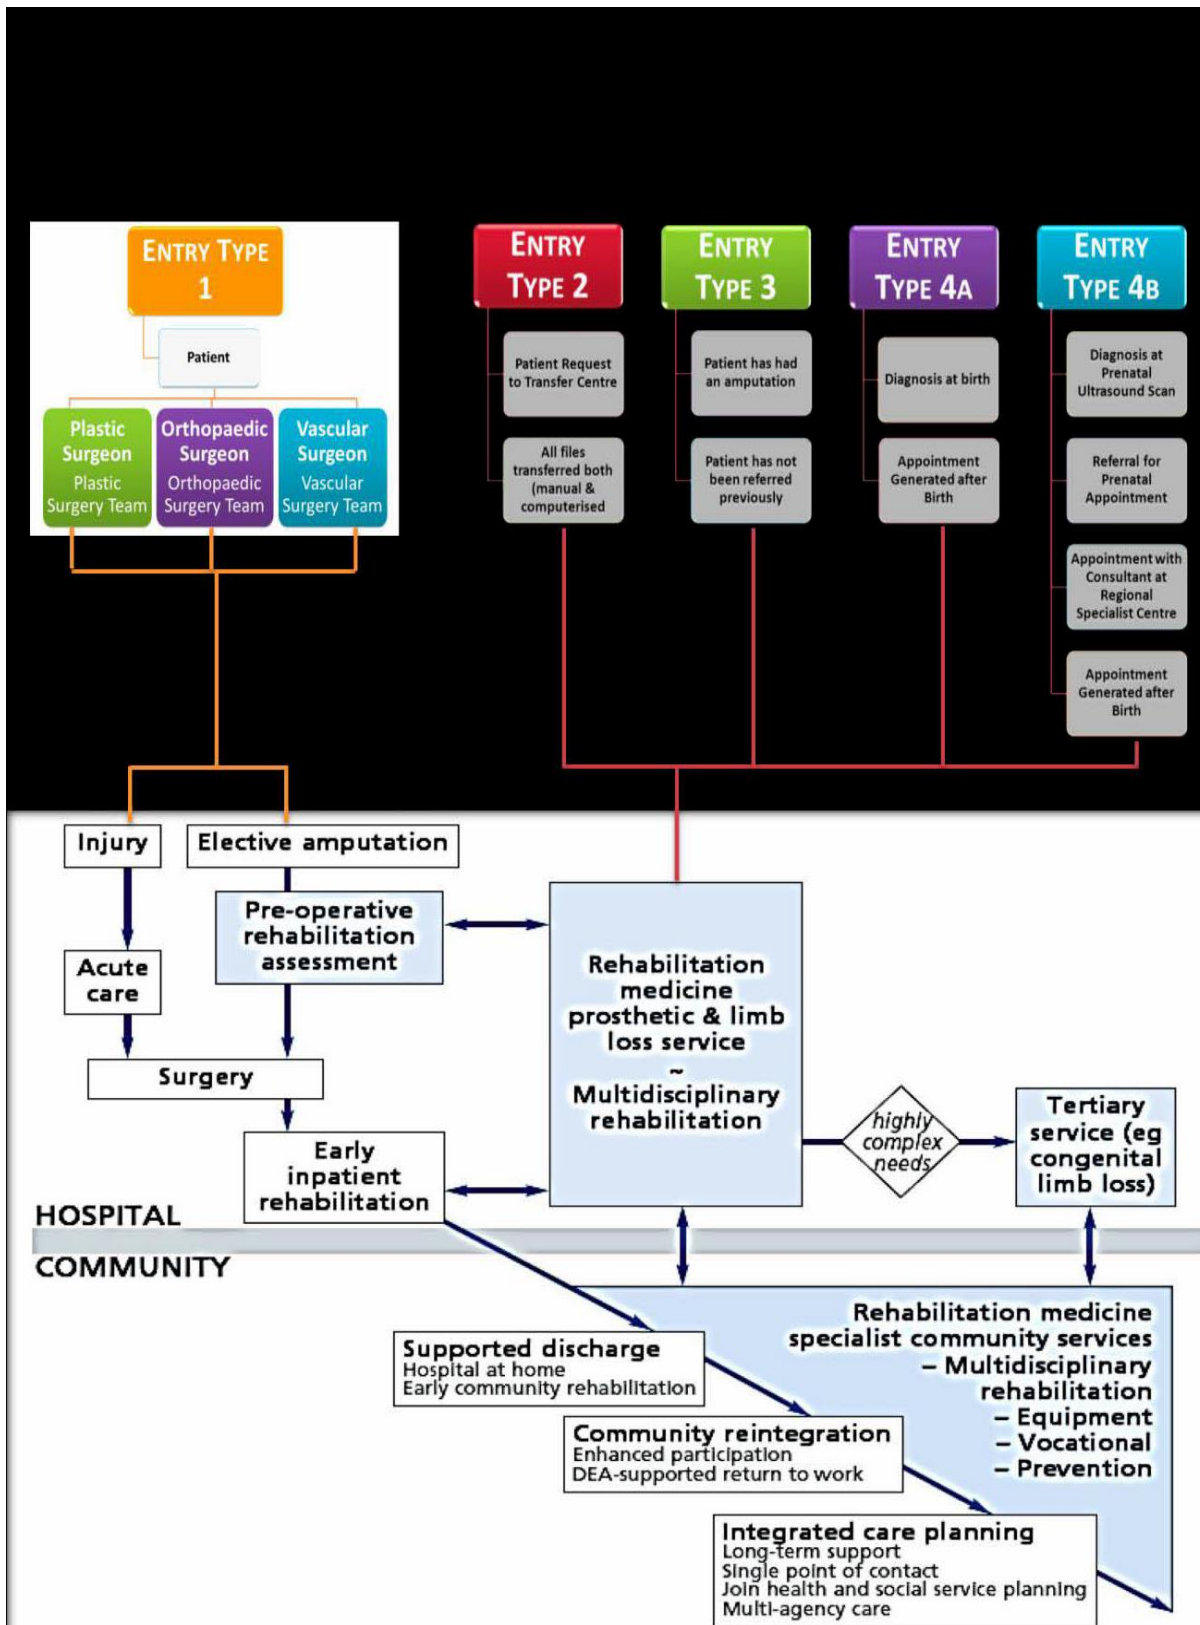 ENTRY TYPE
1
Patient
Plastic
Surgeon
Plastic
Surgery Team
Orthopaedic
Surgeon
Orthopaedic
Surgery Team
Vascular
Surgeon
Vascular
Surgery Team
ENTRY
TYPE 2
Patient Request
to Transfer Centre
All files
transferred both
(manual &
computerised
ENTRY
TYPE 3
Patient has had
an amputation
Patient has not
been referred
previously
ENTRY
TYPE 4A
Diagnosis at birth
Appointment
Generated after
Birth
ENTRY
TYPE 4B
Diagnosis at
Prenatal
Ultrasound Scan
Referral for
Prenatal
Appointment
Appointment with
Consultant at
Regional
Specialist Centre
Appointment
Generated after
Birth
Injury
Elective amputation
Pre-operative
rehabilitation
assessment
Acute
care
Surgery
Early
inpatient
rehabilitation
Rehabilitation
medicine
prosthetic & limb
loss service
~
Multidisciplinary
rehabilitation
highly
complex
needs
Tertiary
service (eg
congenital
limb loss)
HOSPITAL
COMMUNITY
Rehabilitation medicine
specialist community services
– Multidisciplinary
rehabilitation
– Equipment
– Vocational
– Prevention
Supported discharge
Hospital at home
Early community rehabilitation
Community reintegration
Enhanced participation
DEA-supported return to work
Integrated care planning
Long-term support
Single point of contact
Join health and social service planning
Multi-agency care